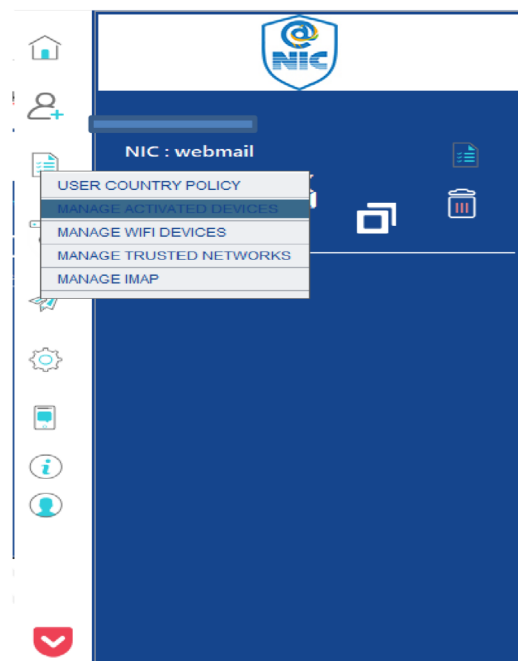 @
NIC
NIC : webmail
USER COUNTRY POLICY
MANAGE ACTIVATED DEVICES
MANAGE WIFI DEVICES
MANAGE TRUSTED NETWORKS
MANAGE IMAP
i